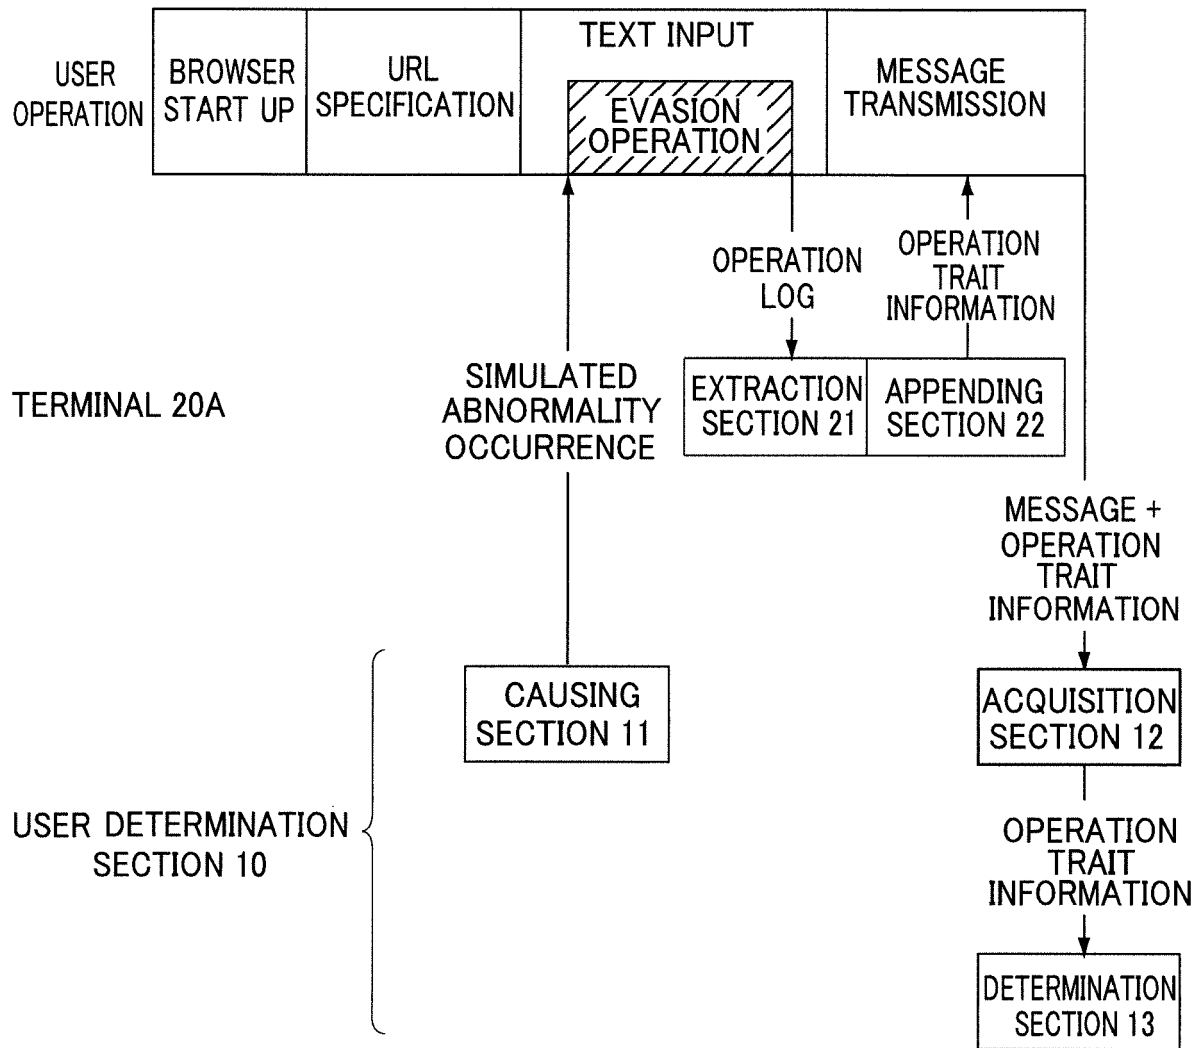 USER
OPERATION
BROWSER
START UP
URL
SPECIFICATION
TEXT INPUT
EVASION
OPERATION
MESSAGE
TRANSMISSION
OPERATION
LOG
OPERATION
TRAIT
INFORMATION
TERMINAL 20A
SIMULATED
ABNORMALITY
OCCURRENCE
EXTRACTION
SECTION 21
APPENDING
SECTION 22
MESSAGE +
OPERATION
TRAIT
INFORMATION
USER DETERMINATION
SECTION 10
CAUSING
SECTION 11
ACQUISITION
SECTION 12
OPERATION
TRAIT
INFORMATION
DETERMINATION
SECTION 13